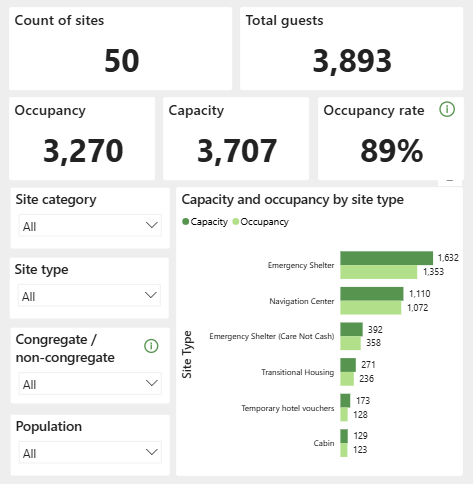 Count of sites
50
Total guests
3,893
Occupancy
3,270
Capacity
3,707
Occupancy rate
89%
Site category
All
Site type
All
Congregate /
non-congregate
All
Population
All
Capacity and occupancy by site type
Capacity Occupancy
Site Type
Emergency Shelter 1,632
1,353
Navigation Center 1,110
1,072
Emergency Shelter (Care Not Cash) 392
358
Transitional Housing 271
236
Temporary hotel vouchers 173
128
Cabin 129
123